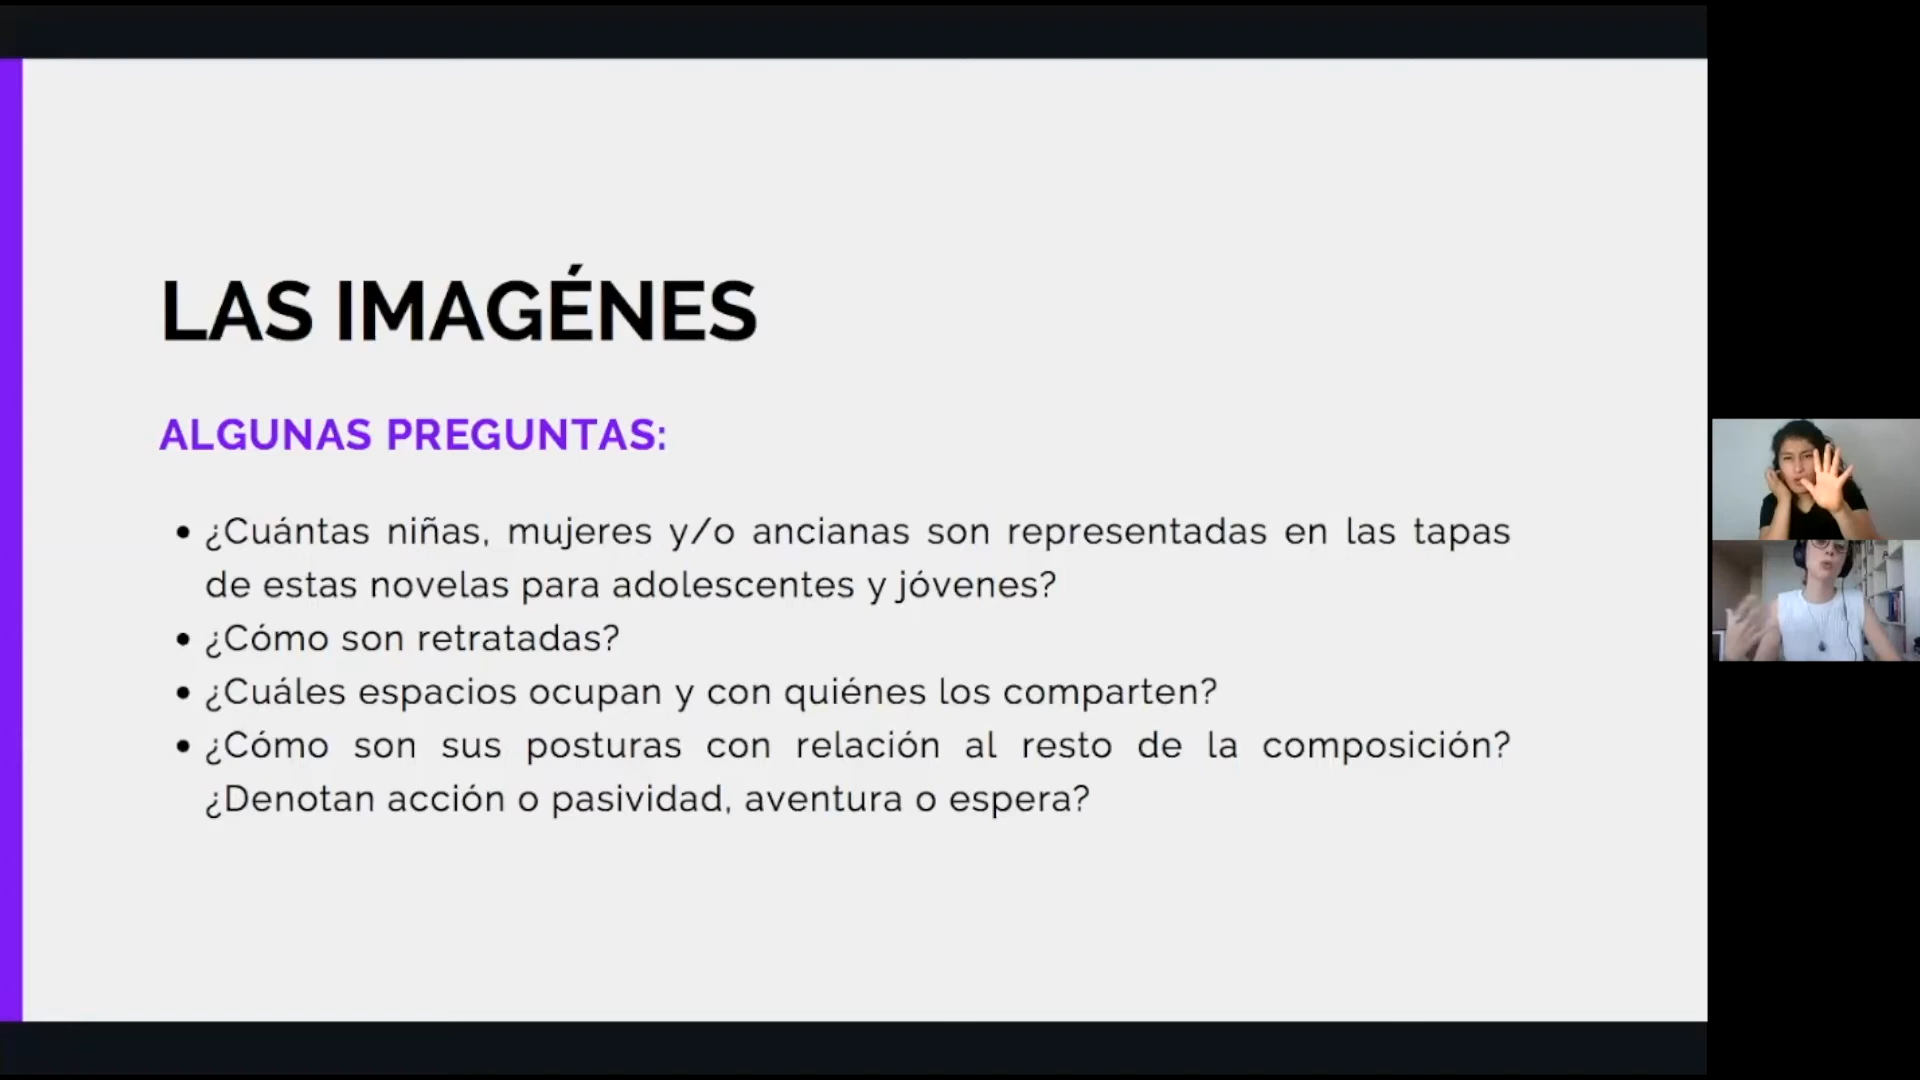 LAS IMAGÉNES
ALGUNAS PREGUNTAS:
• ¿Cuántas niñas, mujeres y/o ancianas son representadas en las tapas
de estas novelas para adolescentes y jóvenes?
• ¿Cómo son retratadas?
• ¿Cuáles espacios ocupan y con quiénes los comparten?
• ¿Cómo son sus posturas con relación al resto de la composición?
¿Denotan acción o pasividad, aventura o espera?